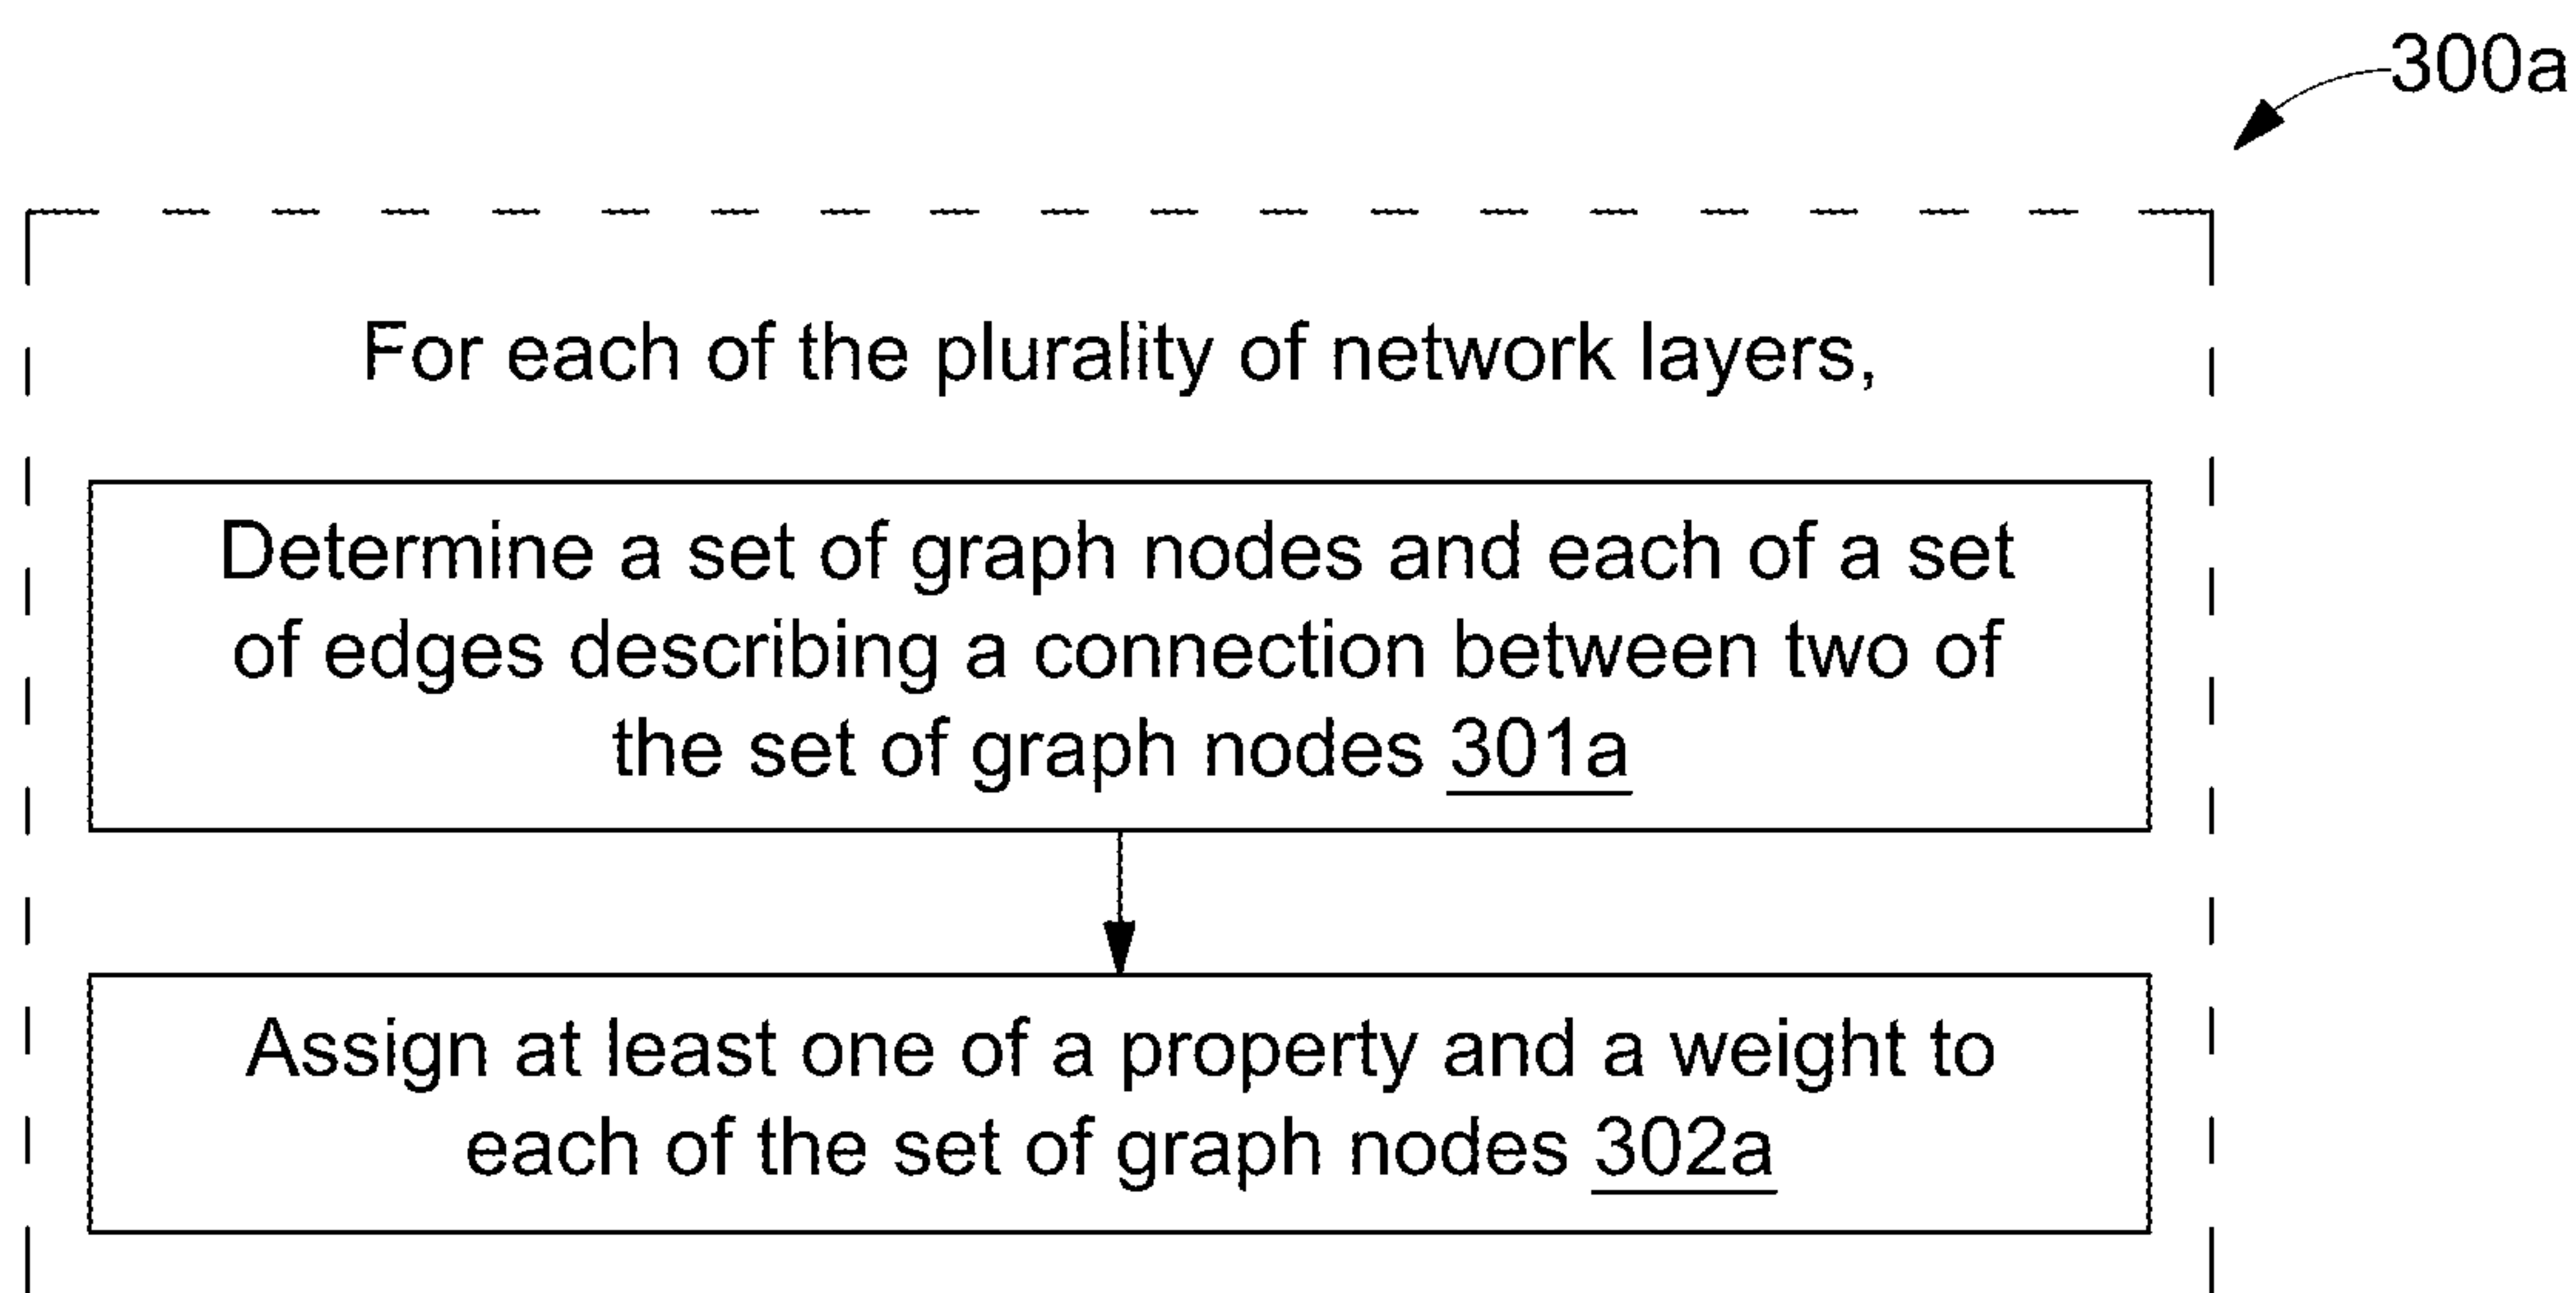 300a
For each of the plurality of network layers,
Determine a set of graph nodes and each of a set
of edges describing a connection between two of
the set of graph nodes 301a
Assign at least one of a property and a weight to
each of the set of graph nodes 302a